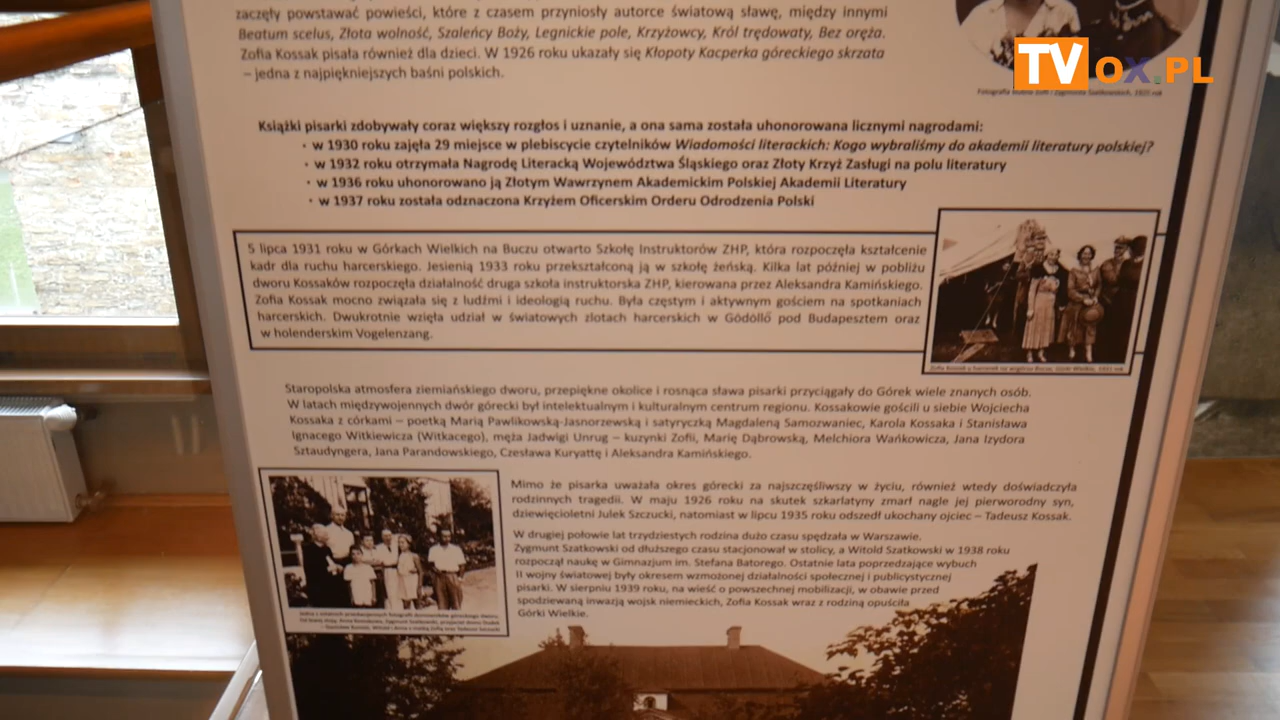 zaczęły powstawać powieści, które z czasem przyniosły autorce światową sławę, między innymi
Beatum scelus, Złota wolność, Szaleńcy Boży, Legnickie pole, Krzyżowcy, Król trędowaty, Bez oręża.
Zofia Kossak pisała również dla dzieci. W 1926 roku ukazały się Kłopoty Kacperka góreckiego skrzata
– jedna z najpiękniejszych baśni polskich.
TVOX.PL
Fotografia ślubna Zofii i Zygmunta Szatkowskich, 1925 rok
Książki pisarki zdobywały coraz większy rozgłos i uznanie, a ona sama została uhonorowana licznymi nagrodami:
• w 1930 roku zajęła 29 miejsce w plebiscycie czytelników Wiadomości literackich: Kogo wybraliśmy do akademii literatury polskiej?
• w 1932 roku otrzymała Nagrodę Literacką Województwa Śląskiego oraz Złoty Krzyż Zasługi na polu literatury
• w 1936 roku uhonorowano ją Złotym Wawrzynem Akademickim Polskiej Akademii Literatury
• w 1937 roku została odznaczona Krzyżem Oficerskim Orderu Odrodzenia Polski
5 lipca 1931 roku w Górkach Wielkich na Buczu otwarto Szkołę Instruktorów ZHP, która rozpoczęła kształcenie
kadr dla ruchu harcerskiego. Jesienią 1933 roku przekształconą ją w szkołę żeńską. Kilka lat później w pobliżu
dworu Kossaków rozpoczęła działalność druga szkoła instruktorska ZHP, kierowana przez Aleksandra Kamińskiego.
Zofia Kossak mocno związała się z ludźmi i ideologią ruchu. Była częstym i aktywnym gościem na spotkaniach
harcerskich. Dwukrotnie wzięła udział w światowych zlotach harcerskich w Gödöllő pod Budapesztem oraz
w holenderskim Vogelenzang.
Staropolska atmosfera ziemiańskiego dworu, przepiękne okolice i rosnąca sława pisarki przyciągały do Górek wiele znanych osób.
W latach międzywojennych dwór górecki był intelektualnym i kulturalnym centrum regionu. Kossakowie gościli u siebie Wojciecha
Kossaka z córkami – poetką Marią Pawlikowską-Jasnorzewską i satyryczką Magdaleną Samozwaniec, Karola Kossaka i Stanisława
Ignacego Witkiewicza (Witkacego), męża Jadwigi Unrug – kuzynki Zofii, Marię Dąbrowską, Melchiora Wańkowicza, Jana Izydora
Sztaudyngera, Jana Parandowskiego, Czesława Kuryattę i Aleksandra Kamińskiego.
Mimo że pisarka uważała okres górecki za najszczęśliwszy w życiu, również wtedy doświadczyła
rodzinnych tragedii. W maju 1926 roku na skutek szkarlatyny zmarł nagle jej pierworodny syn,
dziewięcioletni Julek Szczucki, natomiast w lipcu 1935 roku odszedł ukochany ojciec – Tadeusz Kossak.
W drugiej połowie lat trzydziestych rodzina dużo czasu spędzała w Warszawie.
Zygmunt Szatkowski od dłuższego czasu stacjonował w stolicy, a Witold Szatkowski w 1938 roku
rozpoczął naukę w Gimnazjum im. Stefana Batorego. Ostatnie lata poprzedzające wybuch
II wojny światowej były okresem wzmożonej działalności społecznej i publicystycznej
pisarki. W sierpniu 1939 roku, na wieść o powszechnej mobilizacji, w obawie przed
spodziewaną inwazją wojsk niemieckich, Zofia Kossak wraz z rodziną opuściła
Górki Wielkie.